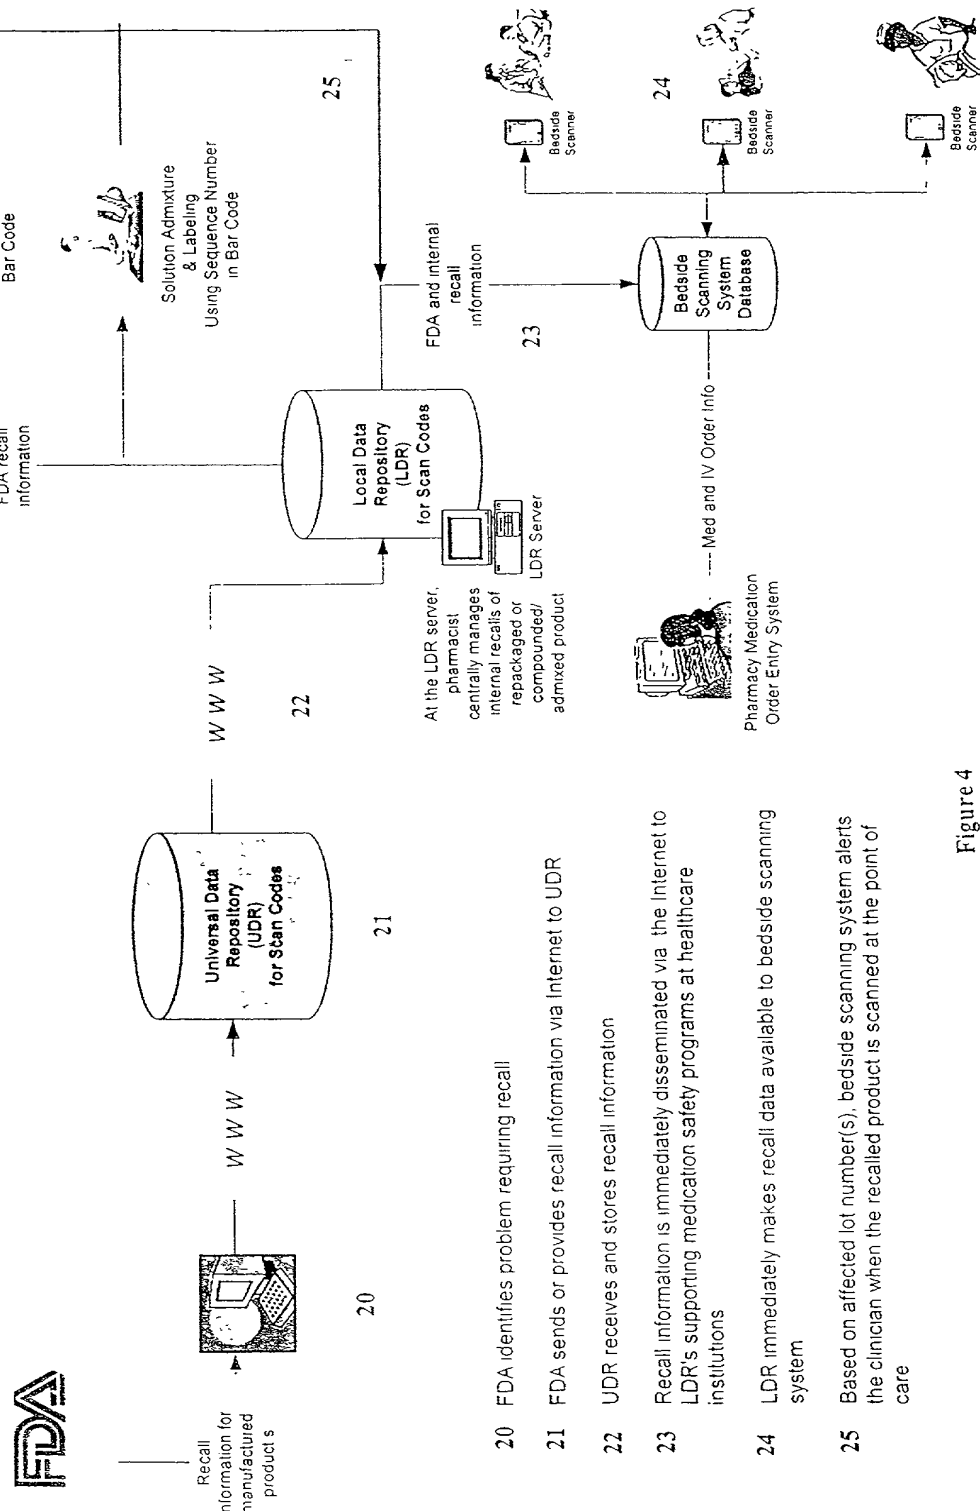 FDA
Recall
information for
manufactured
products
20
W W W
Universal Data
Repository
(UDR)
for Scan Codes
21
W W W
22
FDA recall
information
Bar Code
Solution Admixture
& Labeling
Using Sequence Number
in Bar Code
25
Local Data
Repository
(LDR)
for Scan Codes
LDR Server
At the LDR server,
pharmacist
centrally manages
internal recalls of
repackaged or
compounded/
admixed product
FDA and internal
recall
information
23
Pharmacy Medication
Order Entry System
Med and IV Order Info
Bedside
Scanning
System
Database
Bedside
Scanner
24
Bedside
Scanner
Bedside
Scanner
20 FDA identifies problem requiring recall
21 FDA sends or provides recall information via Internet to UDR
22 UDR receives and stores recall information
23 Recall information is immediately disseminated via the Internet to
LDR's supporting medication safety programs at healthcare
institutions
24 LDR immediately makes recall data available to bedside scanning
system
25 Based on affected lot number(s), bedside scanning system alerts
the clinician when the recalled product is scanned at the point of
care
Figure 4